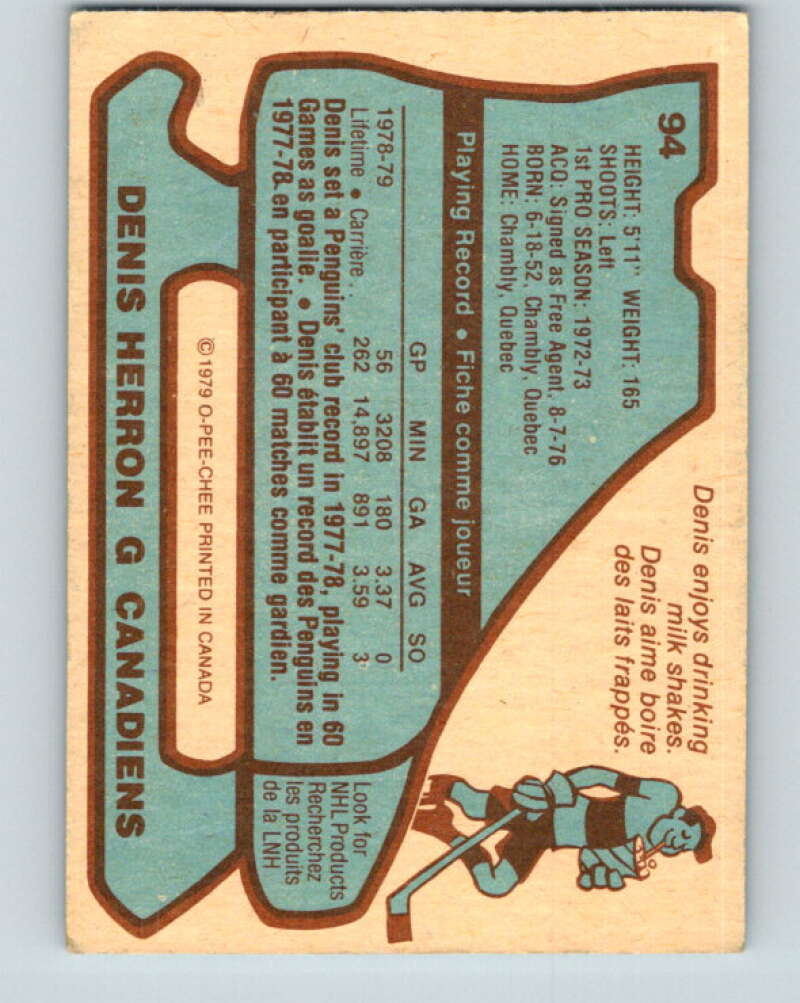 94
HEIGHT: 5'11" WEIGHT: 165
SHOOTS: Left
1st PRO SEASON: 1972-73
ACQ: Signed as Free Agent, 8-7-76
BORN: 6-18-52, Chambly, Quebec
HOME: Chambly, Quebec
Denis enjoys drinking
milk shakes.
Denis aime boire
des laits frappés.
Playing Record • Fiche comme joueur
GP MIN GA AVG SO
1978-79 56 3208 180 3.37 0
Lifetime • Carrière .. 262 14,897 891 3.59 3
Denis set a Penguins' club record in 1977-78, playing in 60
Games as goalie. • Denis établit un record des Penguins en
1977-78 en participant à 60 matches comme gardien.
Look for
NHL Products
Recherchez
les produits
de la LNH
©1979 O-PEE-CHEE PRINTED IN CANADA
DENIS HERRON G CANADIENS